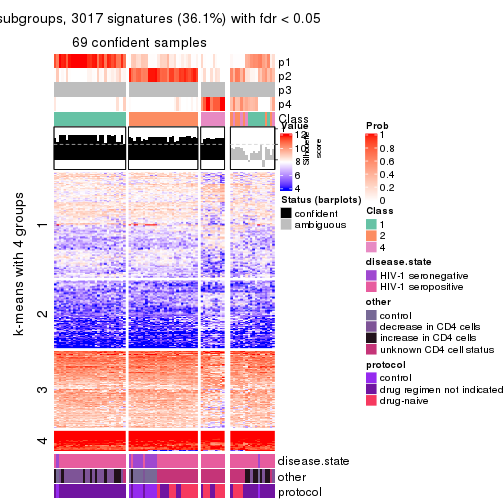 subgroups, 3017 signatures (36.1%) with fdr < 0.05
69 confident samples
p1
p2
p3
p4
Class
Silhouette score
k-means with 4 groups
1
2
3
4
disease.state
other
protocol
Value
12
10
8
6
4
Status (barplots)
confident
ambiguous
Prob
1
0.8
0.6
0.4
0.2
0
Class
1
2
4
disease.state
HIV-1 seronegative
HIV-1 seropositive
other
control
decrease in CD4 cells
increase in CD4 cells
unknown CD4 cell status
protocol
control
drug regimen not indicated
drug-naive